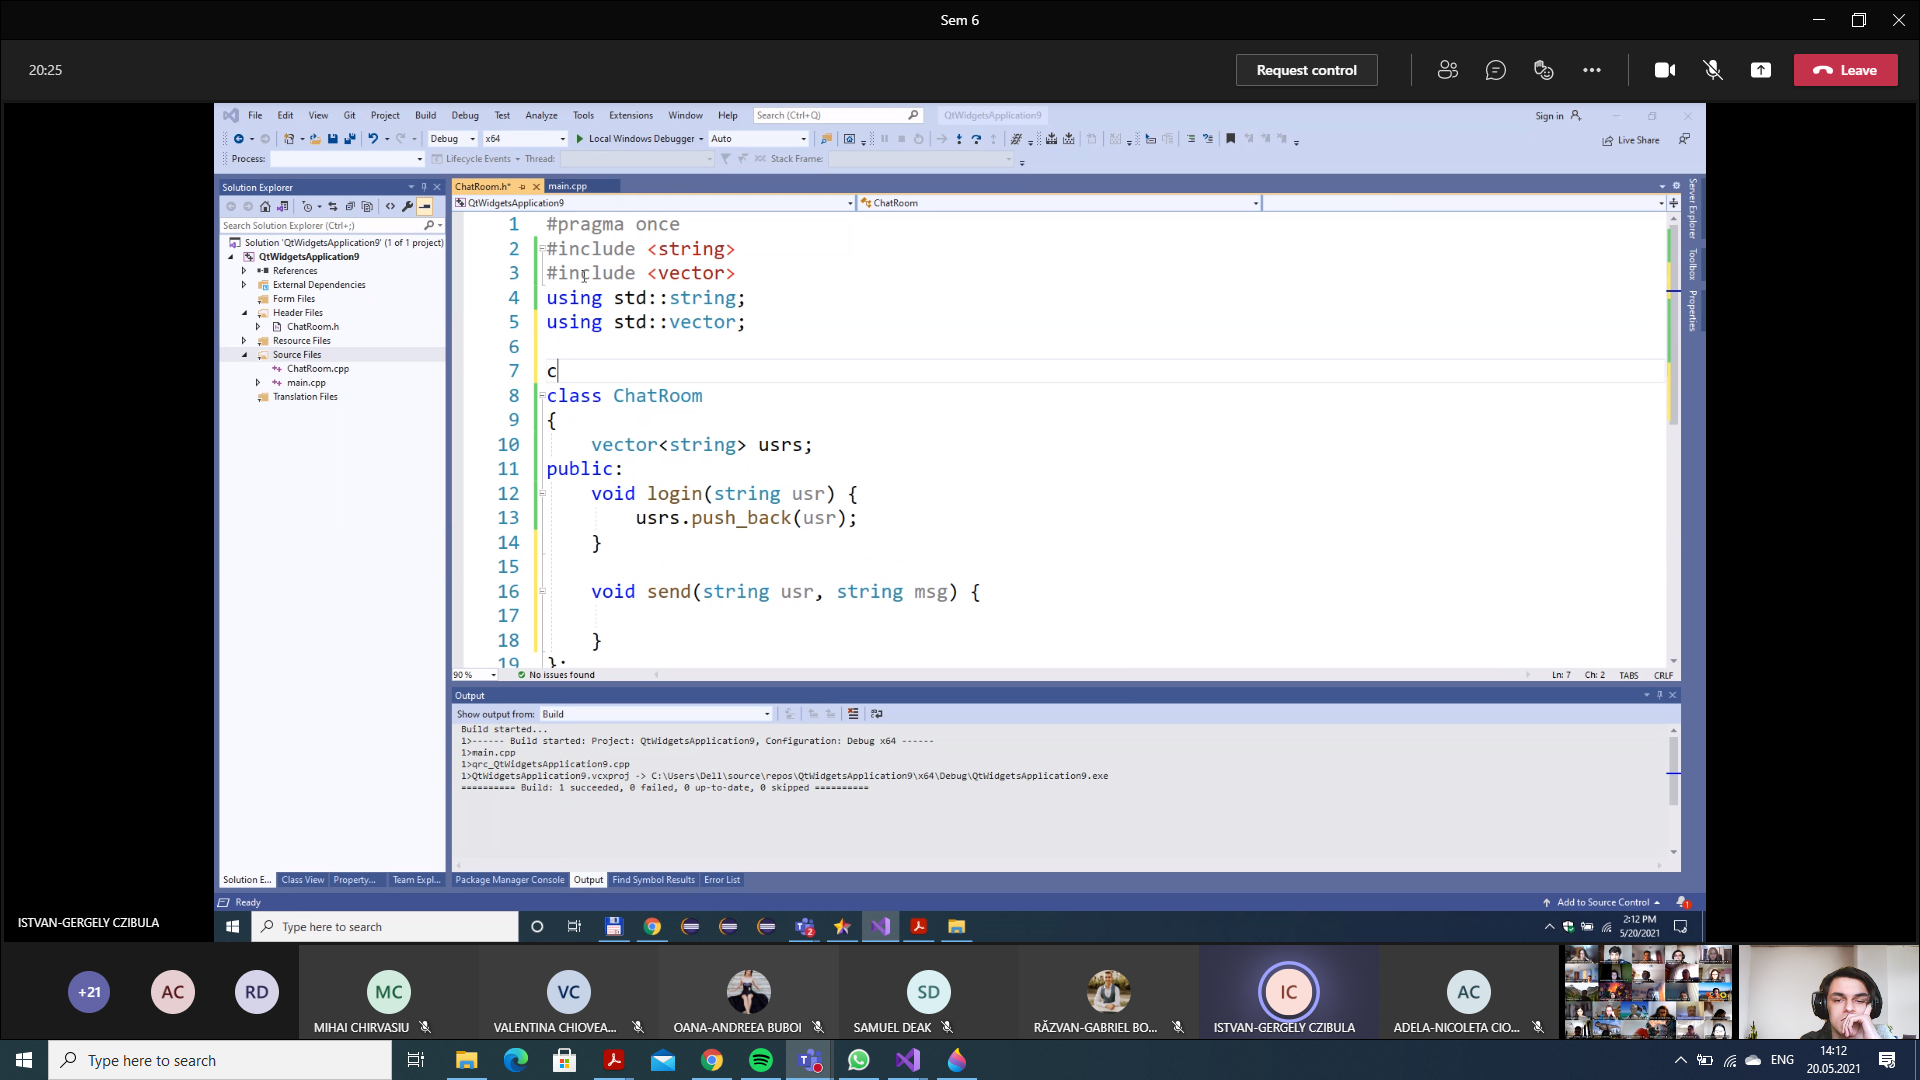 Sem 6
20:25
Request control
Leave
File Edit View Git Project Build Debug Test Analyze Tools Extensions Window Help Search (Ctrl+Q) QtWidgetsApplication9 Sign in
Debug x64 Local Windows Debugger Auto Live Share
Process: Lifecycle Events Thread: Stack Frame:
Solution Explorer
Search Solution Explorer (Ctrl+;)
Solution 'QtWidgetsApplication9' (1 of 1 project)
QtWidgetsApplication9
References
External Dependencies
Form Files
Header Files
ChatRoom.h
Resource Files
Source Files
ChatRoom.cpp
main.cpp
Translation Files
ChatRoom.h* main.cpp
QtWidgetsApplication9 ChatRoom
1 #pragma once
2 #include <string>
3 #include <vector>
4 using std::string;
5 using std::vector;
6
7 c
8 class ChatRoom
9 {
10 vector<string> usrs;
11 public:
12 void login(string usr) {
13 usrs.push_back(usr);
14 }
15
16 void send(string usr, string msg) {
17
18 }
19 };
90 % No issues found Ln: 7 Ch: 2 TABS CRLF
Server Explorer
Toolbox
Properties
Output
Show output from: Build
Build started...
1>------ Build started: Project: QtWidgetsApplication9, Configuration: Debug x64 ------
1>main.cpp
1>qrc_QtWidgetsApplication9.cpp
1>QtWidgetsApplication9.vcxproj -> C:\Users\Dell\source\repos\QtWidgetsApplication9\x64\Debug\QtWidgetsApplication9.exe
========== Build: 1 succeeded, 0 failed, 0 up-to-date, 0 skipped ==========
Solution E... Class View Property... Team Expl... Package Manager Console Output Find Symbol Results Error List
Ready Add to Source Control 1
ISTVAN-GERGELY CZIBULA
Type here to search
2
2:12 PM
5/20/2021
+21 AC RD MC VC SD IC AC
MIHAI CHIRVASIU VALENTINA CHIOVEA... OANA-ANDREEA BUBOI SAMUEL DEAK RĂZVAN-GABRIEL BO... ISTVAN-GERGELY CZIBULA ADELA-NICOLETA CIO...
Type here to search
ENG
14:12
20.05.2021